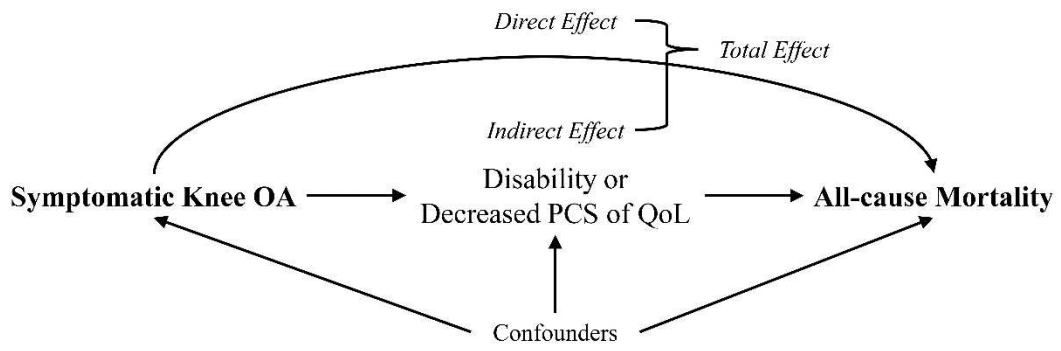 Direct Effect
Total Effect
Indirect Effect
Symptomatic Knee OA
Disability or
Decreased PCS of QoL
All-cause Mortality
Confounders